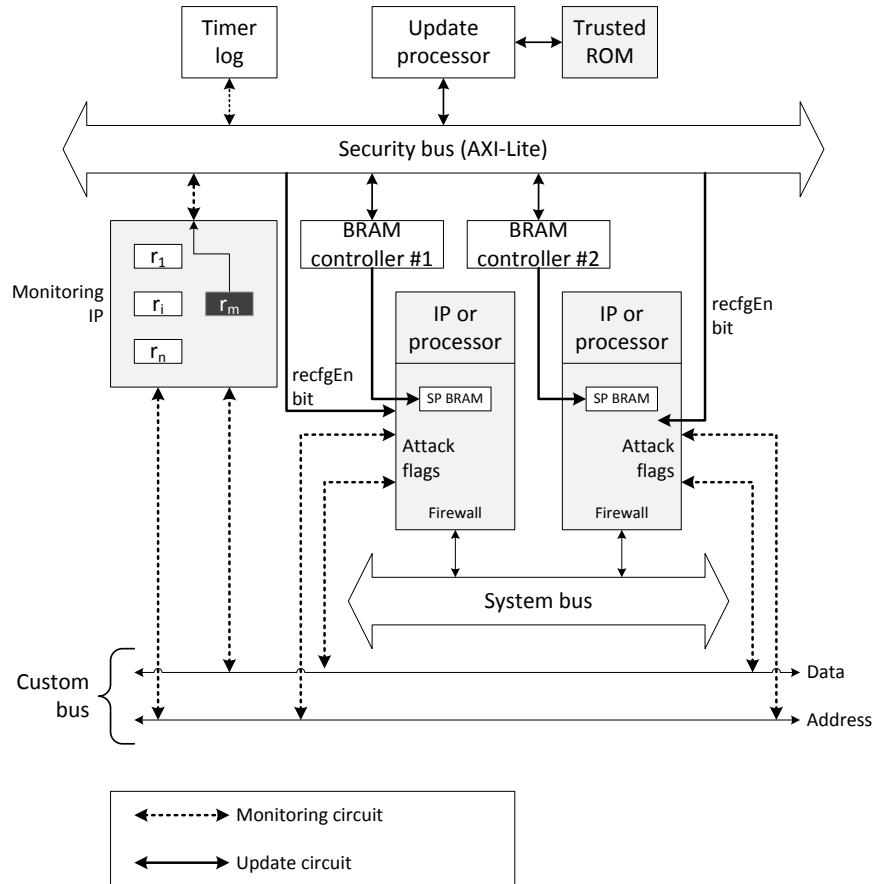 Timer
log
Update
processor
Trusted
ROM
Security bus (AXI-Lite)
Monitoring
IP
r1
ri
rn
rm
BRAM
controller #1
BRAM
controller #2
recfgEn
bit
recfgEn
bit
IP or
processor
SP BRAM
Attack
flags
Firewall
IP or
processor
SP BRAM
Attack
flags
Firewall
System bus
Custom
bus
Data
Address
Monitoring circuit
Update circuit